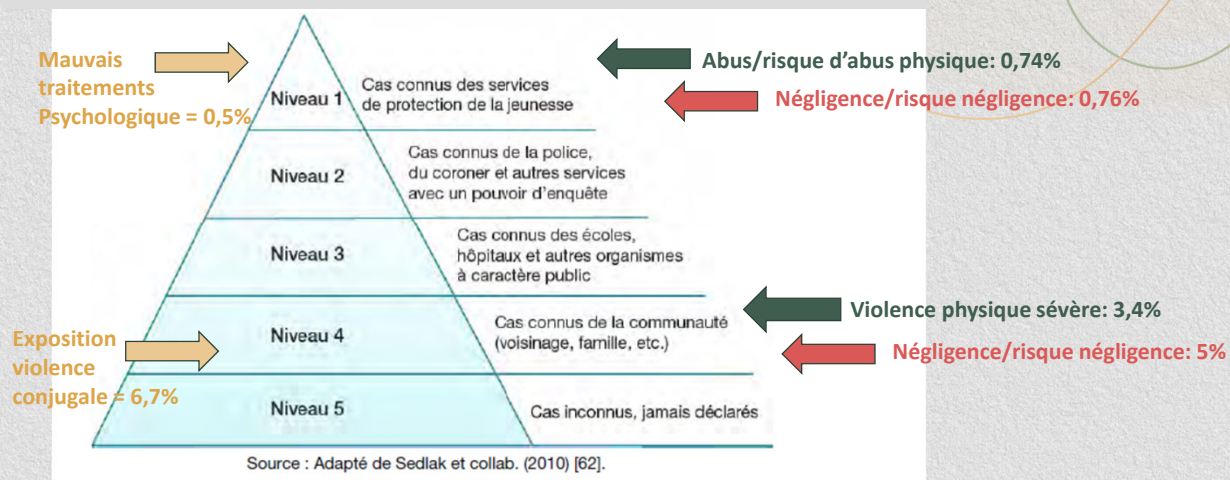 Mauvais
traitements
Psychologique = 0,5%
Abus/risque d'abus physique: 0,74%
Négligence/risque négligence: 0,76%
Niveau 1
Cas connus des services
de protection de la jeunesse
Niveau 2
Cas connus de la police,
du coroner et autres services
avec un pouvoir d'enquête
Niveau 3
Cas connus des écoles,
hôpitaux et autres organismes
à caractère public
Violence physique sévère: 3,4%
Négligence/risque négligence: 5%
Exposition
violence
conjugale = 6,7%
Niveau 4
Cas connus de la communauté
(voisinage, famille, etc.)
Niveau 5
Cas inconnus, jamais déclarés
Source : Adapté de Sedlak et collab. (2010) [62].